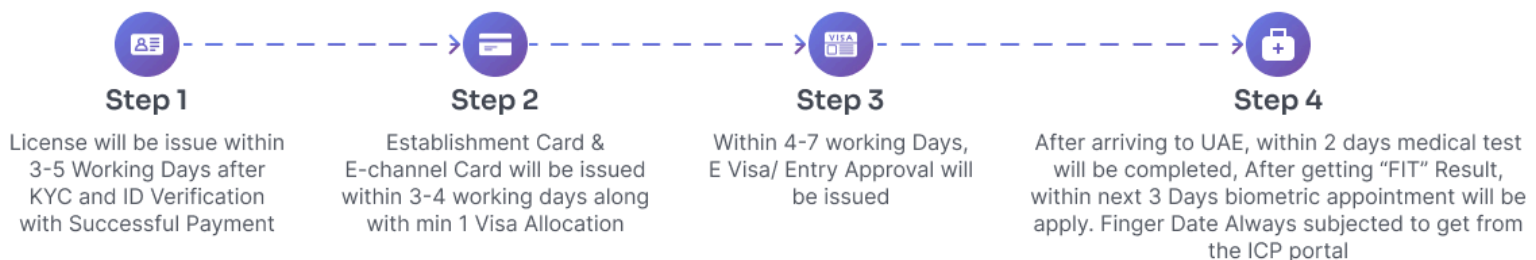 VISA
Step 1
License will be issue within
3-5 Working Days after
KYC and ID Verification
with Successful Payment
Step 2
Establishment Card &
E-channel Card will be issued
within 3-4 working days along
with min 1 Visa Allocation
Step 3
Within 4-7 working Days,
E Visa/ Entry Approval will
be issued
Step 4
After arriving to UAE, within 2 days medical test
will be completed, After getting “FIT” Result,
within next 3 Days biometric appointment will be
apply. Finger Date Always subjected to get from
the ICP portal